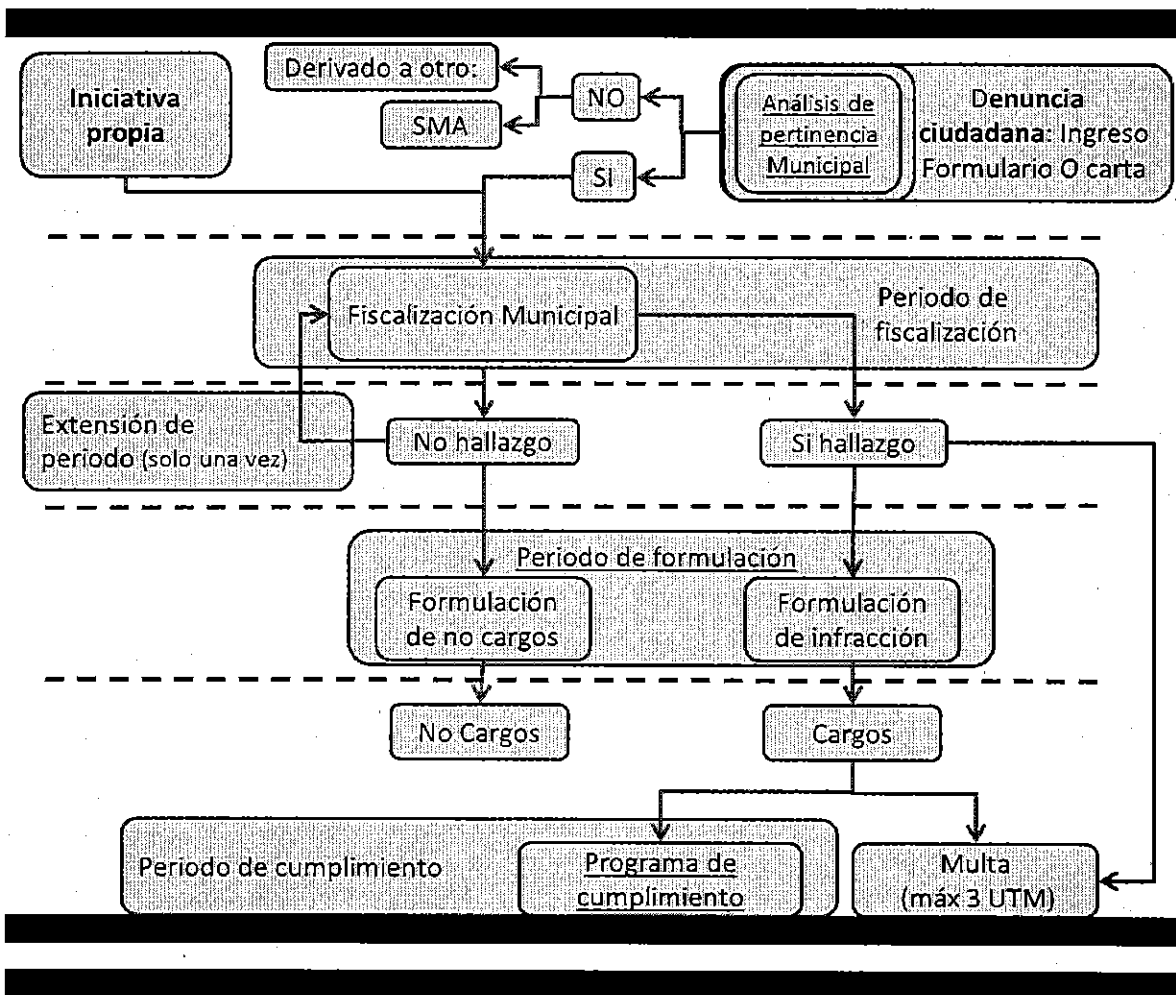 Iniciativa
propia
Derivado a otro:
SMA
NO
SI
Análisis de
pertinencia
Municipal
Denuncia
ciudadana: Ingreso
Formulario O carta
Fiscalización Municipal
Periodo de
fiscalización
Extensión de
periodo (solo una vez)
No hallazgo
Si hallazgo
Periodo de formulación
Formulación
de no cargos
Formulación
de infracción
No Cargos
Cargos
Periodo de cumplimiento
Programa de
cumplimiento
Multa
(máx 3 UTM)